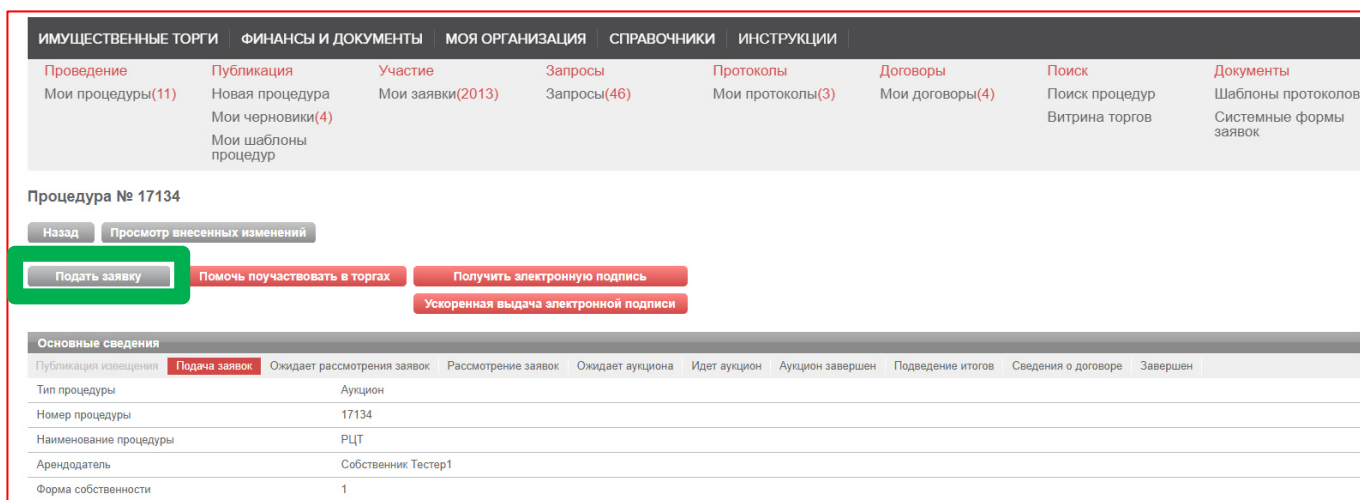 ИМУЩЕСТВЕННЫЕ ТОРГИ ФИНАНСЫ И ДОКУМЕНТЫ МОЯ ОРГАНИЗАЦИЯ СПРАВОЧНИКИ ИНСТРУКЦИИ
Проведение Публикация Участие Запросы Протоколы Договоры Поиск Документы
Мои процедуры(11) Новая процедура Мои заявки(2013) Запросы(46) Мои протоколы(3) Мои договоры(4) Поиск процедур Шаблоны протоколов
Мои черновики(4) Витрина торгов Системные формы
заявок
Мои шаблоны
процедур
Процедура № 17134
Назад Просмотр внесенных изменений
Подать заявку Помочь поучаствовать в торгах Получить электронную подпись
Ускоренная выдача электронной подписи
Основные сведения
Публикация извещения Подача заявок Ожидает рассмотрения заявок Рассмотрение заявок Ожидает аукциона Идет аукцион Аукцион завершен Подведение итогов Сведения о договоре Завершен
Тип процедуры Аукцион
Номер процедуры 17134
Наименование процедуры РЦТ
Арендодатель Собственник Тестер1
Форма собственности 1